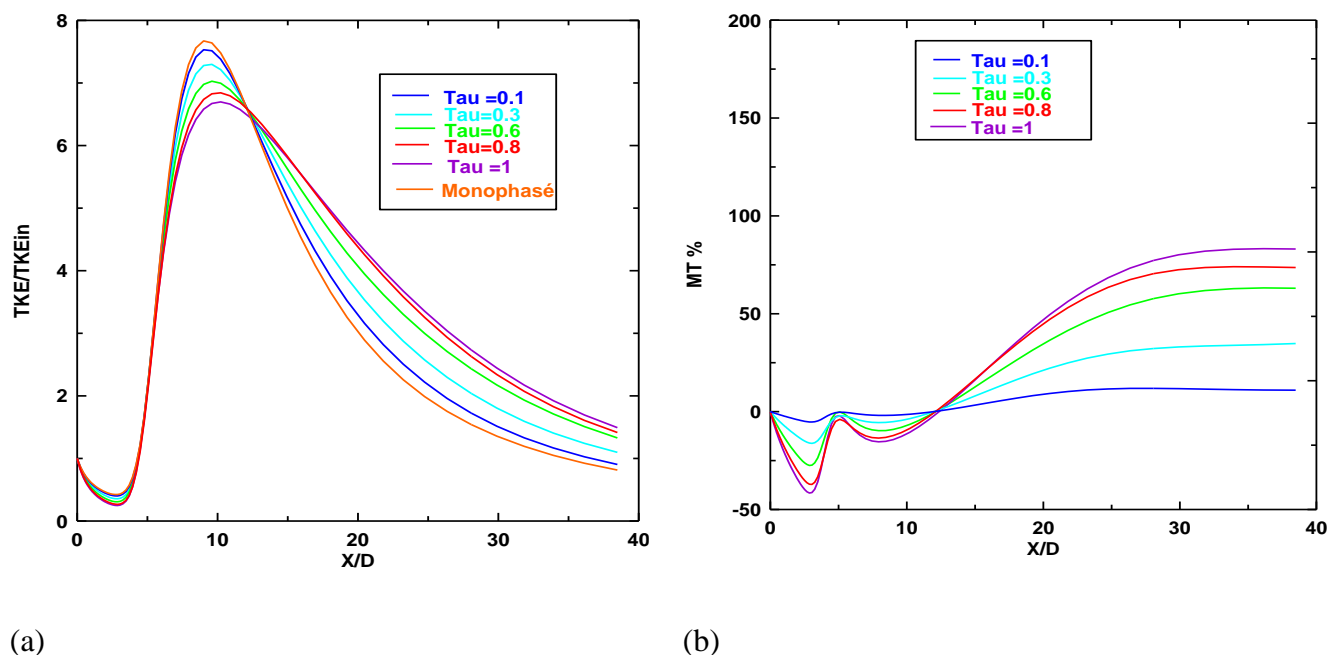 8
6
4
2
0
TKE/TKEin
0
10
20
30
40
X/D
Tau =0.1
Tau=0.3
Tau=0.6
Tau=0.8
Tau =1
Monophasé
200
150
100
50
0
-50
MT %
0
10
20
30
40
X/D
Tau =0.1
Tau =0.3
Tau =0.6
Tau =0.8
Tau =1
(a)
(b)